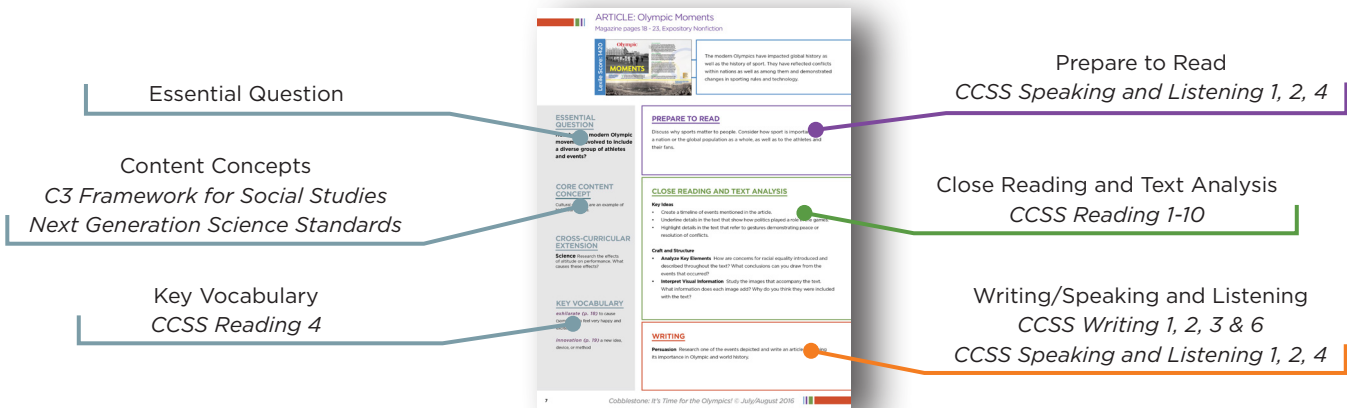 Essential Question
Content Concepts
C3 Framework for Social Studies
Next Generation Science Standards
Key Vocabulary
CCSS Reading 4
ARTICLE: Olympic Moments
Magazine pages 18 - 23, Expository Nonfiction
Lexile Score: 1420
Olympic
MOMENTS
The modern Olympics have impacted global history as
well as the history of sport. They have reflected conflicts
within nations as well as among them and demonstrated
changes in sporting rules and technology.
ESSENTIAL
QUESTION
modern Olympic
evolved to include
a diverse group of athletes
and events?
CORE CONTENT
CONCEPT
are an example of
CROSS-CURRICULAR
EXTENSION
Science Research the effects
of attitude on performance. What
causes these effects?
KEY VOCABULARY
exhilarate (p. 18) to cause
feel very happy and
innovation (p. 18) a new idea,
device, or method
PREPARE TO READ
Discuss why sports matter to people. Consider how sport is important
a nation or the global population as a whole, as well as to the athletes and
their fans.
CLOSE READING AND TEXT ANALYSIS
Key Ideas
• Create a timeline of events mentioned in the article.
• Underline details in the text that show how politics played a role games.
• Highlight details in the text that refer to gestures demonstrating peace or
resolution of conflicts.
Craft and Structure
• Analyze Key Elements How are concerns for racial equality introduced and
described throughout the text? What conclusions can you draw from the
events that occurred?
• Interpret Visual Information Study the images that accompany the text.
What information does each image add? Why do you think they were included
with the text?
WRITING
Persuasion Research one of the events depicted and write an article
its importance in Olympic and world history.
7
Cobblestone: It's Time for the Olympics! © July/August 2016
Prepare to Read
CCSS Speaking and Listening 1, 2, 4
Close Reading and Text Analysis
CCSS Reading 1-10
Writing/Speaking and Listening
CCSS Writing 1, 2, 3 & 6
CCSS Speaking and Listening 1, 2, 4